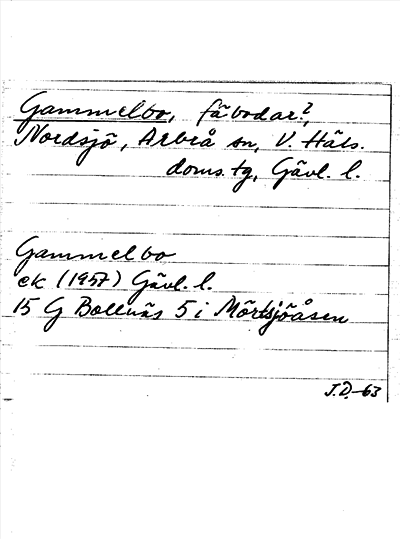 Gammelbo, fäbodar?,
Nordsjö, Arbrå sn, V. Häls.
doms.tg, Gävl. l.
Gammelbo
ek (1957) Gävl. l.
15 G Bollnäs 5 i Mörtsjöåsen
J.D.-63